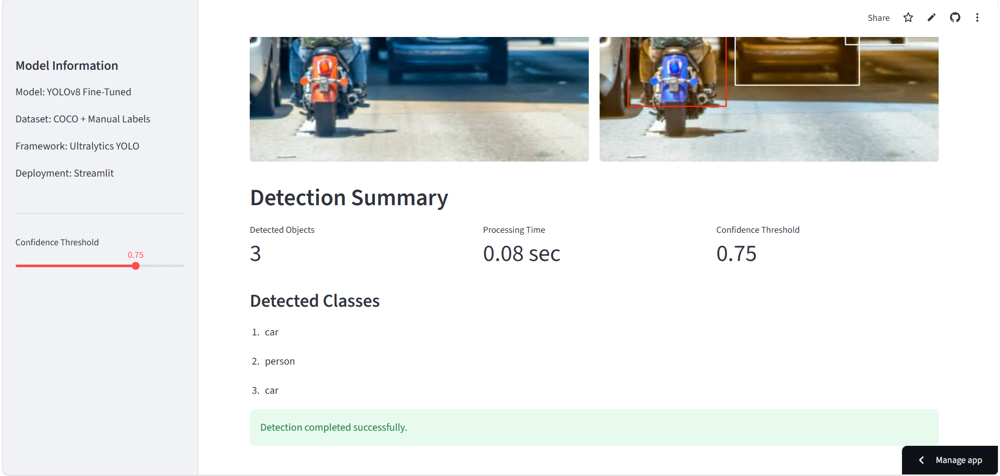 Share
Model Information
Model: YOLOv8 Fine-Tuned
Dataset: COCO + Manual Labels
Framework: Ultralytics YOLO
Deployment: Streamlit
Confidence Threshold
0.75
Detection Summary
Detected Objects
3
Processing Time
0.08 sec
Confidence Threshold
0.75
Detected Classes
1. car
2. person
3. car
Detection completed successfully.
Manage app